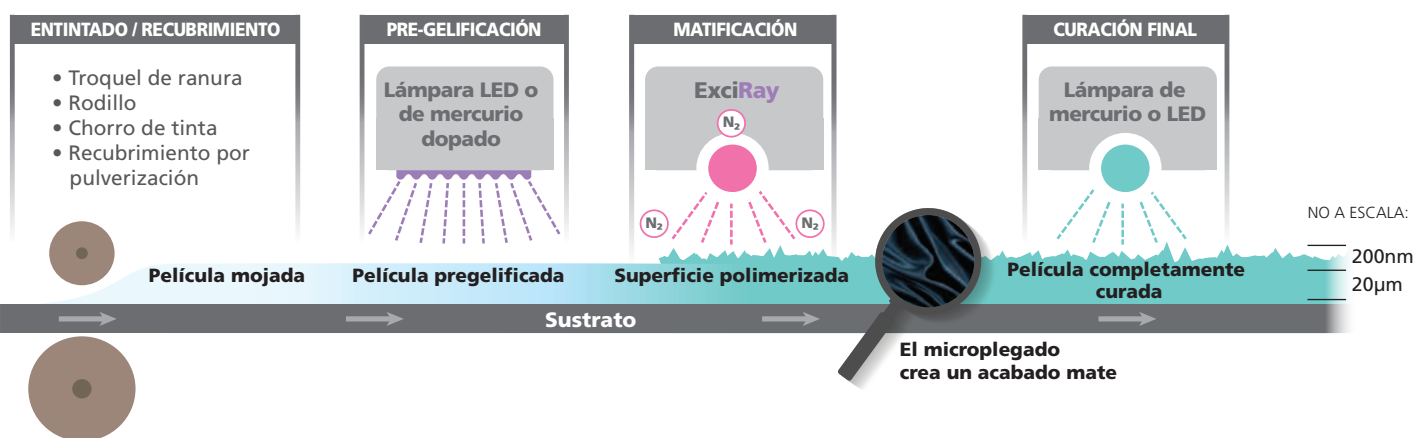 ENTINTADO / RECUBRIMIENTO
• Troquel de ranura
• Rodillo
• Chorro de tinta
• Recubrimiento por
pulverización
PRE-GELIFICACIÓN
Lámpara LED o
de mercurio
dopado
MATIFICACIÓN
ExciRay
N₂
N₂
N₂
CURACIÓN FINAL
Lámpara de
mercurio o LED
NO A ESCALA:
200nm
20µm
Película mojada
Película pregelificada
Superficie polimerizada
Película completamente
curada
Sustrato
El microplegado
crea un acabado mate